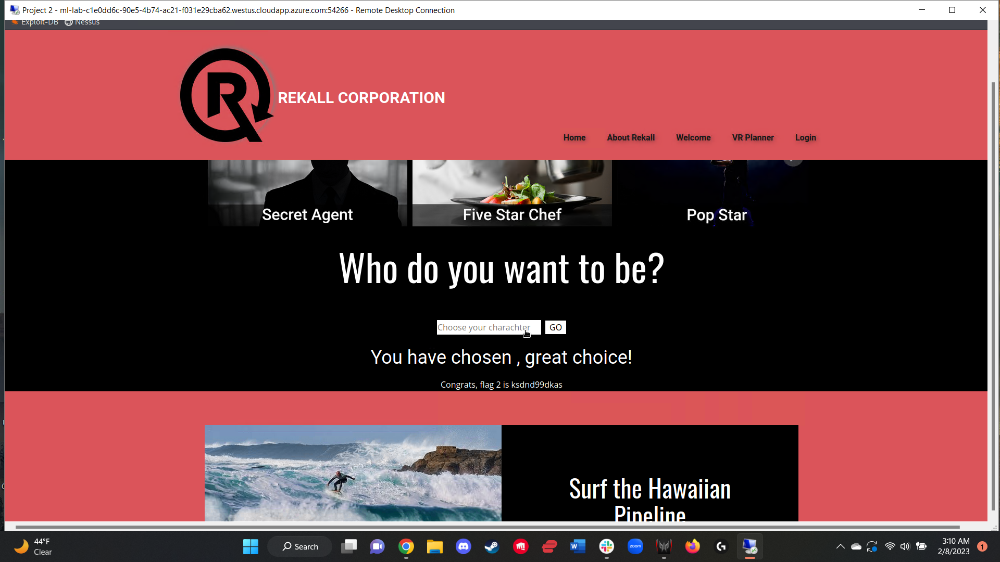 Project 2 - ml-lab-c1e0dd6c-90e5-4b74-ac21-f031e29cba62.westus.cloudapp.azure.com:54266 - Remote Desktop Connection
Exploit-DB Nessus
R
REKALL CORPORATION
Home About Rekall Welcome VR Planner Login
Secret Agent Five Star Chef Pop Star
Who do you want to be?
Choose your charachter GO
You have chosen , great choice!
Congrats, flag 2 is ksdnd99dkas
Surf the Hawaiian
Pipeline
44°F
Clear
Search
W
zoom
G
3:10 AM
2/8/2023
1